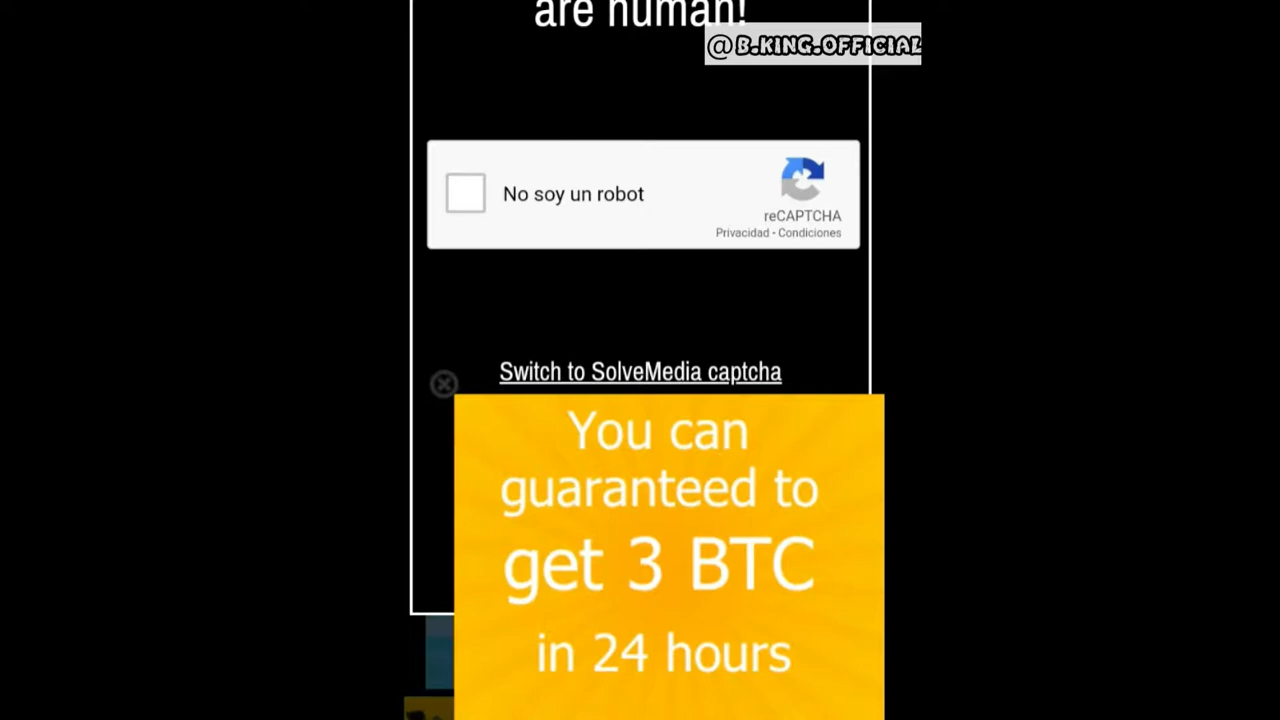 are human!
@B.KING.OFFICIAL
No soy un robot
reCAPTCHA
Privacidad - Condiciones
Switch to SolveMedia captcha
You can
guaranteed to
get 3 BTC
in 24 hours